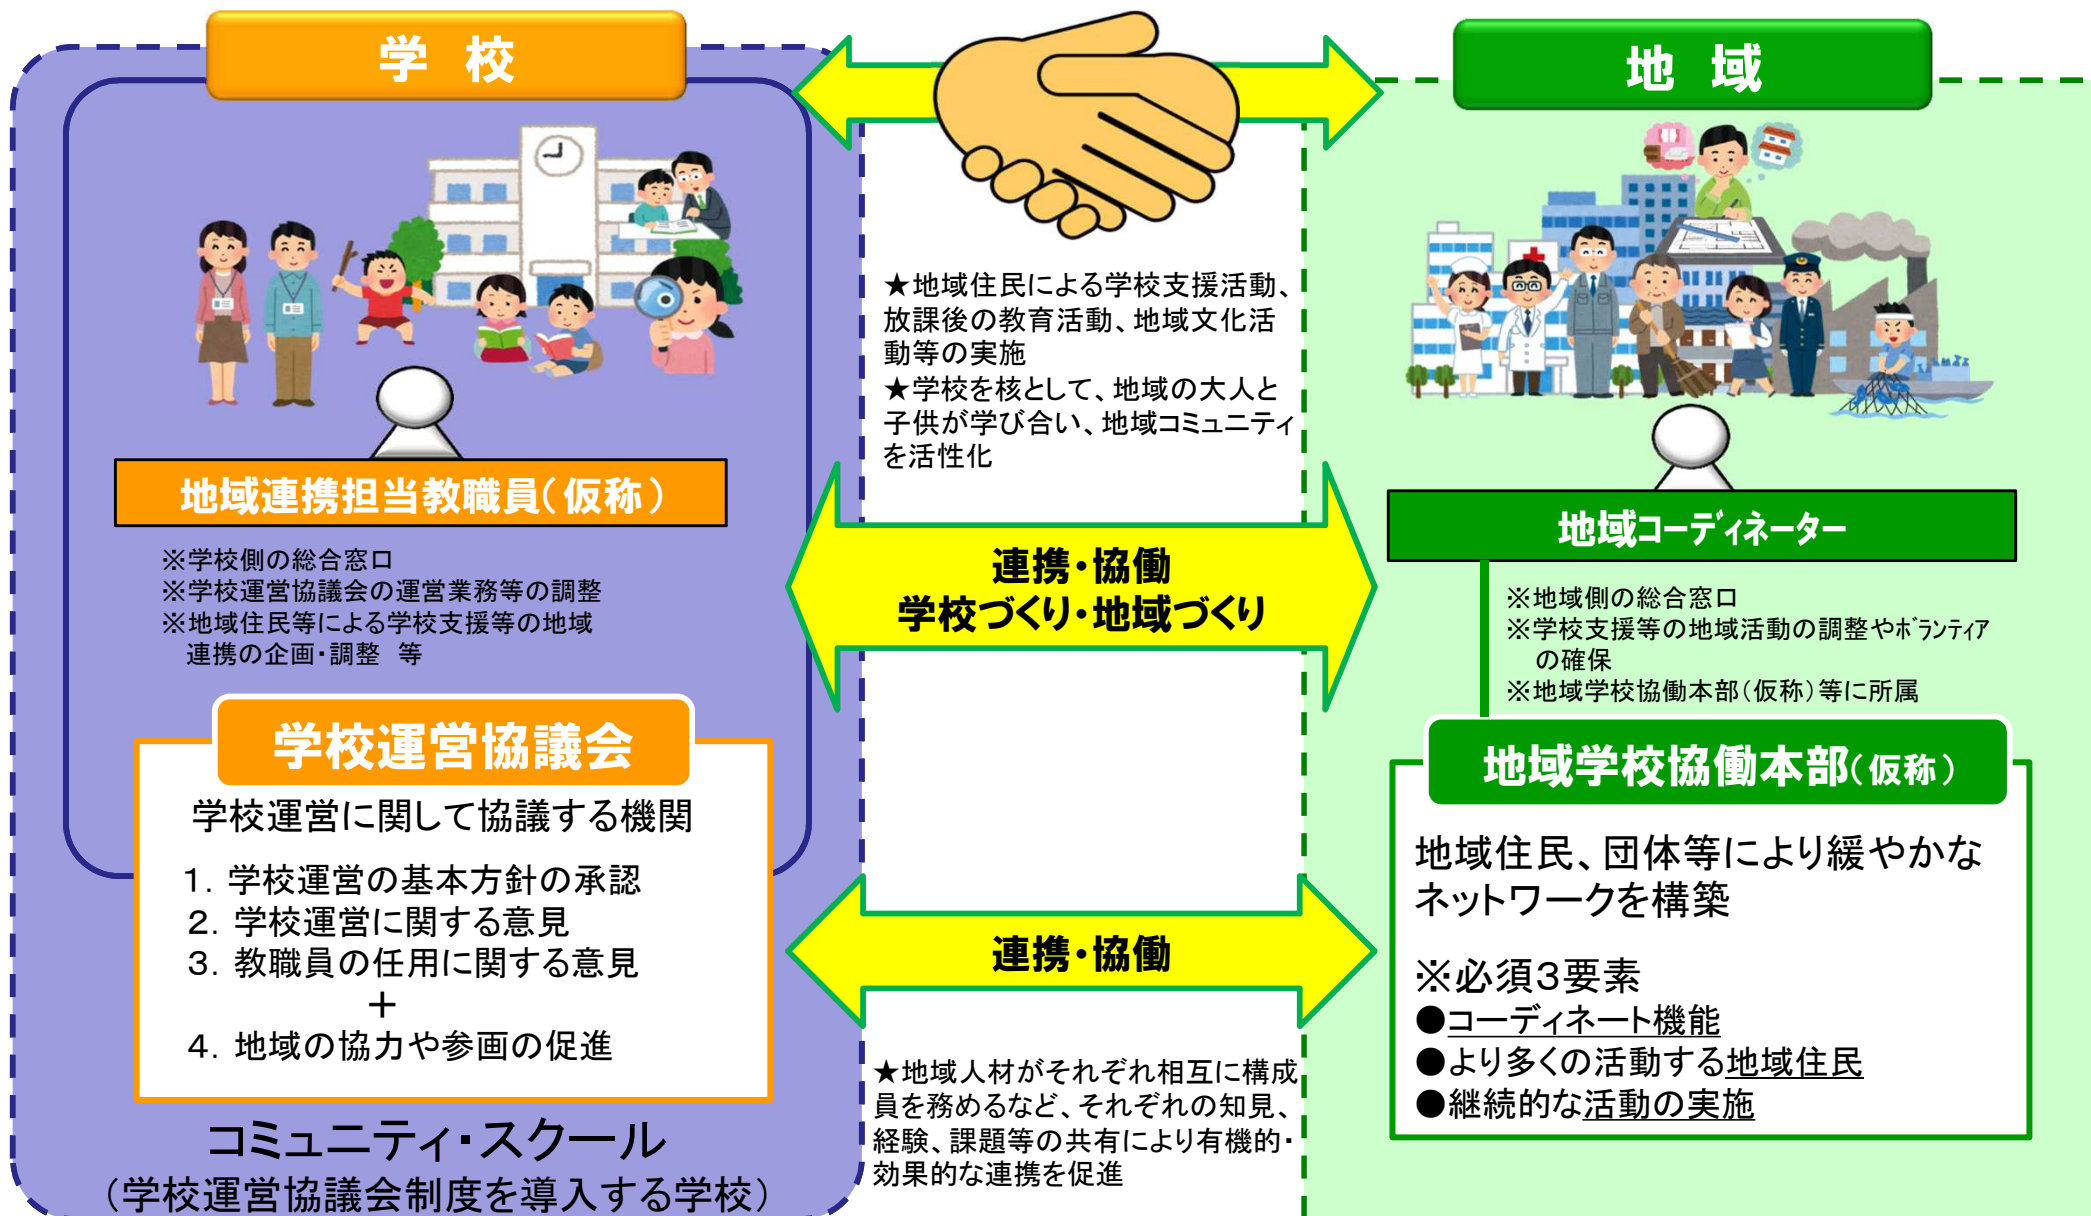 学 校
地域連携担当教職員（仮称）
※学校側の総合窓口
※学校運営協議会の運営業務等の調整
※地域住民等による学校支援等の地域
連携の企画・調整　等
学校運営協議会
学校運営に関して協議する機関
１．学校運営の基本方針の承認
２．学校運営に関する意見
３．教職員の任用に関する意見
＋
４．地域の協力や参画の促進
コミュニティ・スクール
（学校運営協議会制度を導入する学校）
★地域住民による学校支援活動、
放課後の教育活動、地域文化活
動等の実施
★学校を核として、地域の大人と
子供が学び合い、地域コミュニティ
を活性化
連携・協働
学校づくり・地域づくり
連携・協働
★地域人材がそれぞれ相互に構成
員を務めるなど、それぞれの知見、
経験、課題等の共有により有機的・
効果的な連携を促進
地 域
地域コーディネーター
※地域側の総合窓口
※学校支援等の地域活動の調整やﾎﾞﾗﾝﾃｨｱ
の確保
※地域学校協働本部（仮称）等に所属
地域学校協働本部（仮称）
地域住民、団体等により緩やかな
ネットワークを構築
※必須３要素
●コーディネート機能
●より多くの活動する地域住民
●継続的な活動の実施